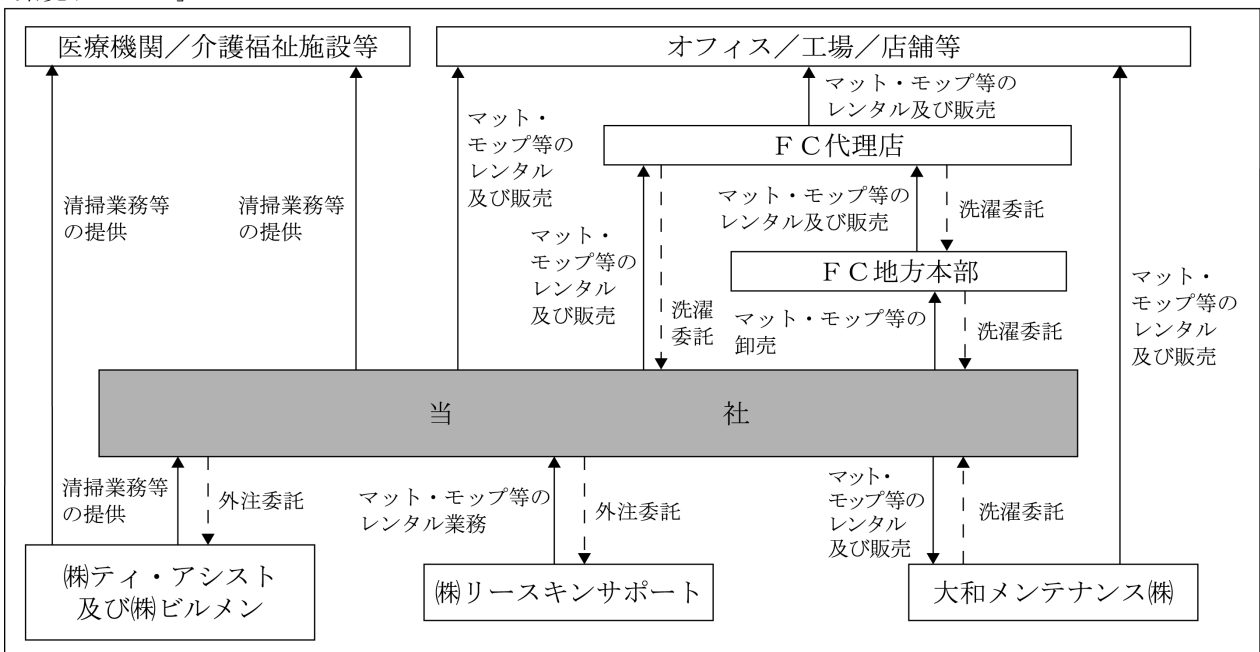 医療機関／介護福祉施設等
オフィス／工場／店舗等
マット・モップ等の
レンタル及び販売
マット・
モップ等の
レンタル
及び販売
ＦＣ代理店
清掃業務等
の提供
清掃業務等
の提供
マット・モップ等の
レンタル及び販売
洗濯委託
マット・
モップ等の
レンタル
及び販売
ＦＣ地方本部
マット・
モップ等の
レンタル
及び販売
洗濯
委託
マット・モップ等の
卸売
洗濯委託
当社
清掃業務等
の提供
外注委託
マット・モップ等の
レンタル業務
外注委託
マット・
モップ等の
レンタル
及び販売
洗濯委託
㈱ティ・アシスト
及び㈱ビルメン
㈱リースキンサポート
大和メンテナンス㈱